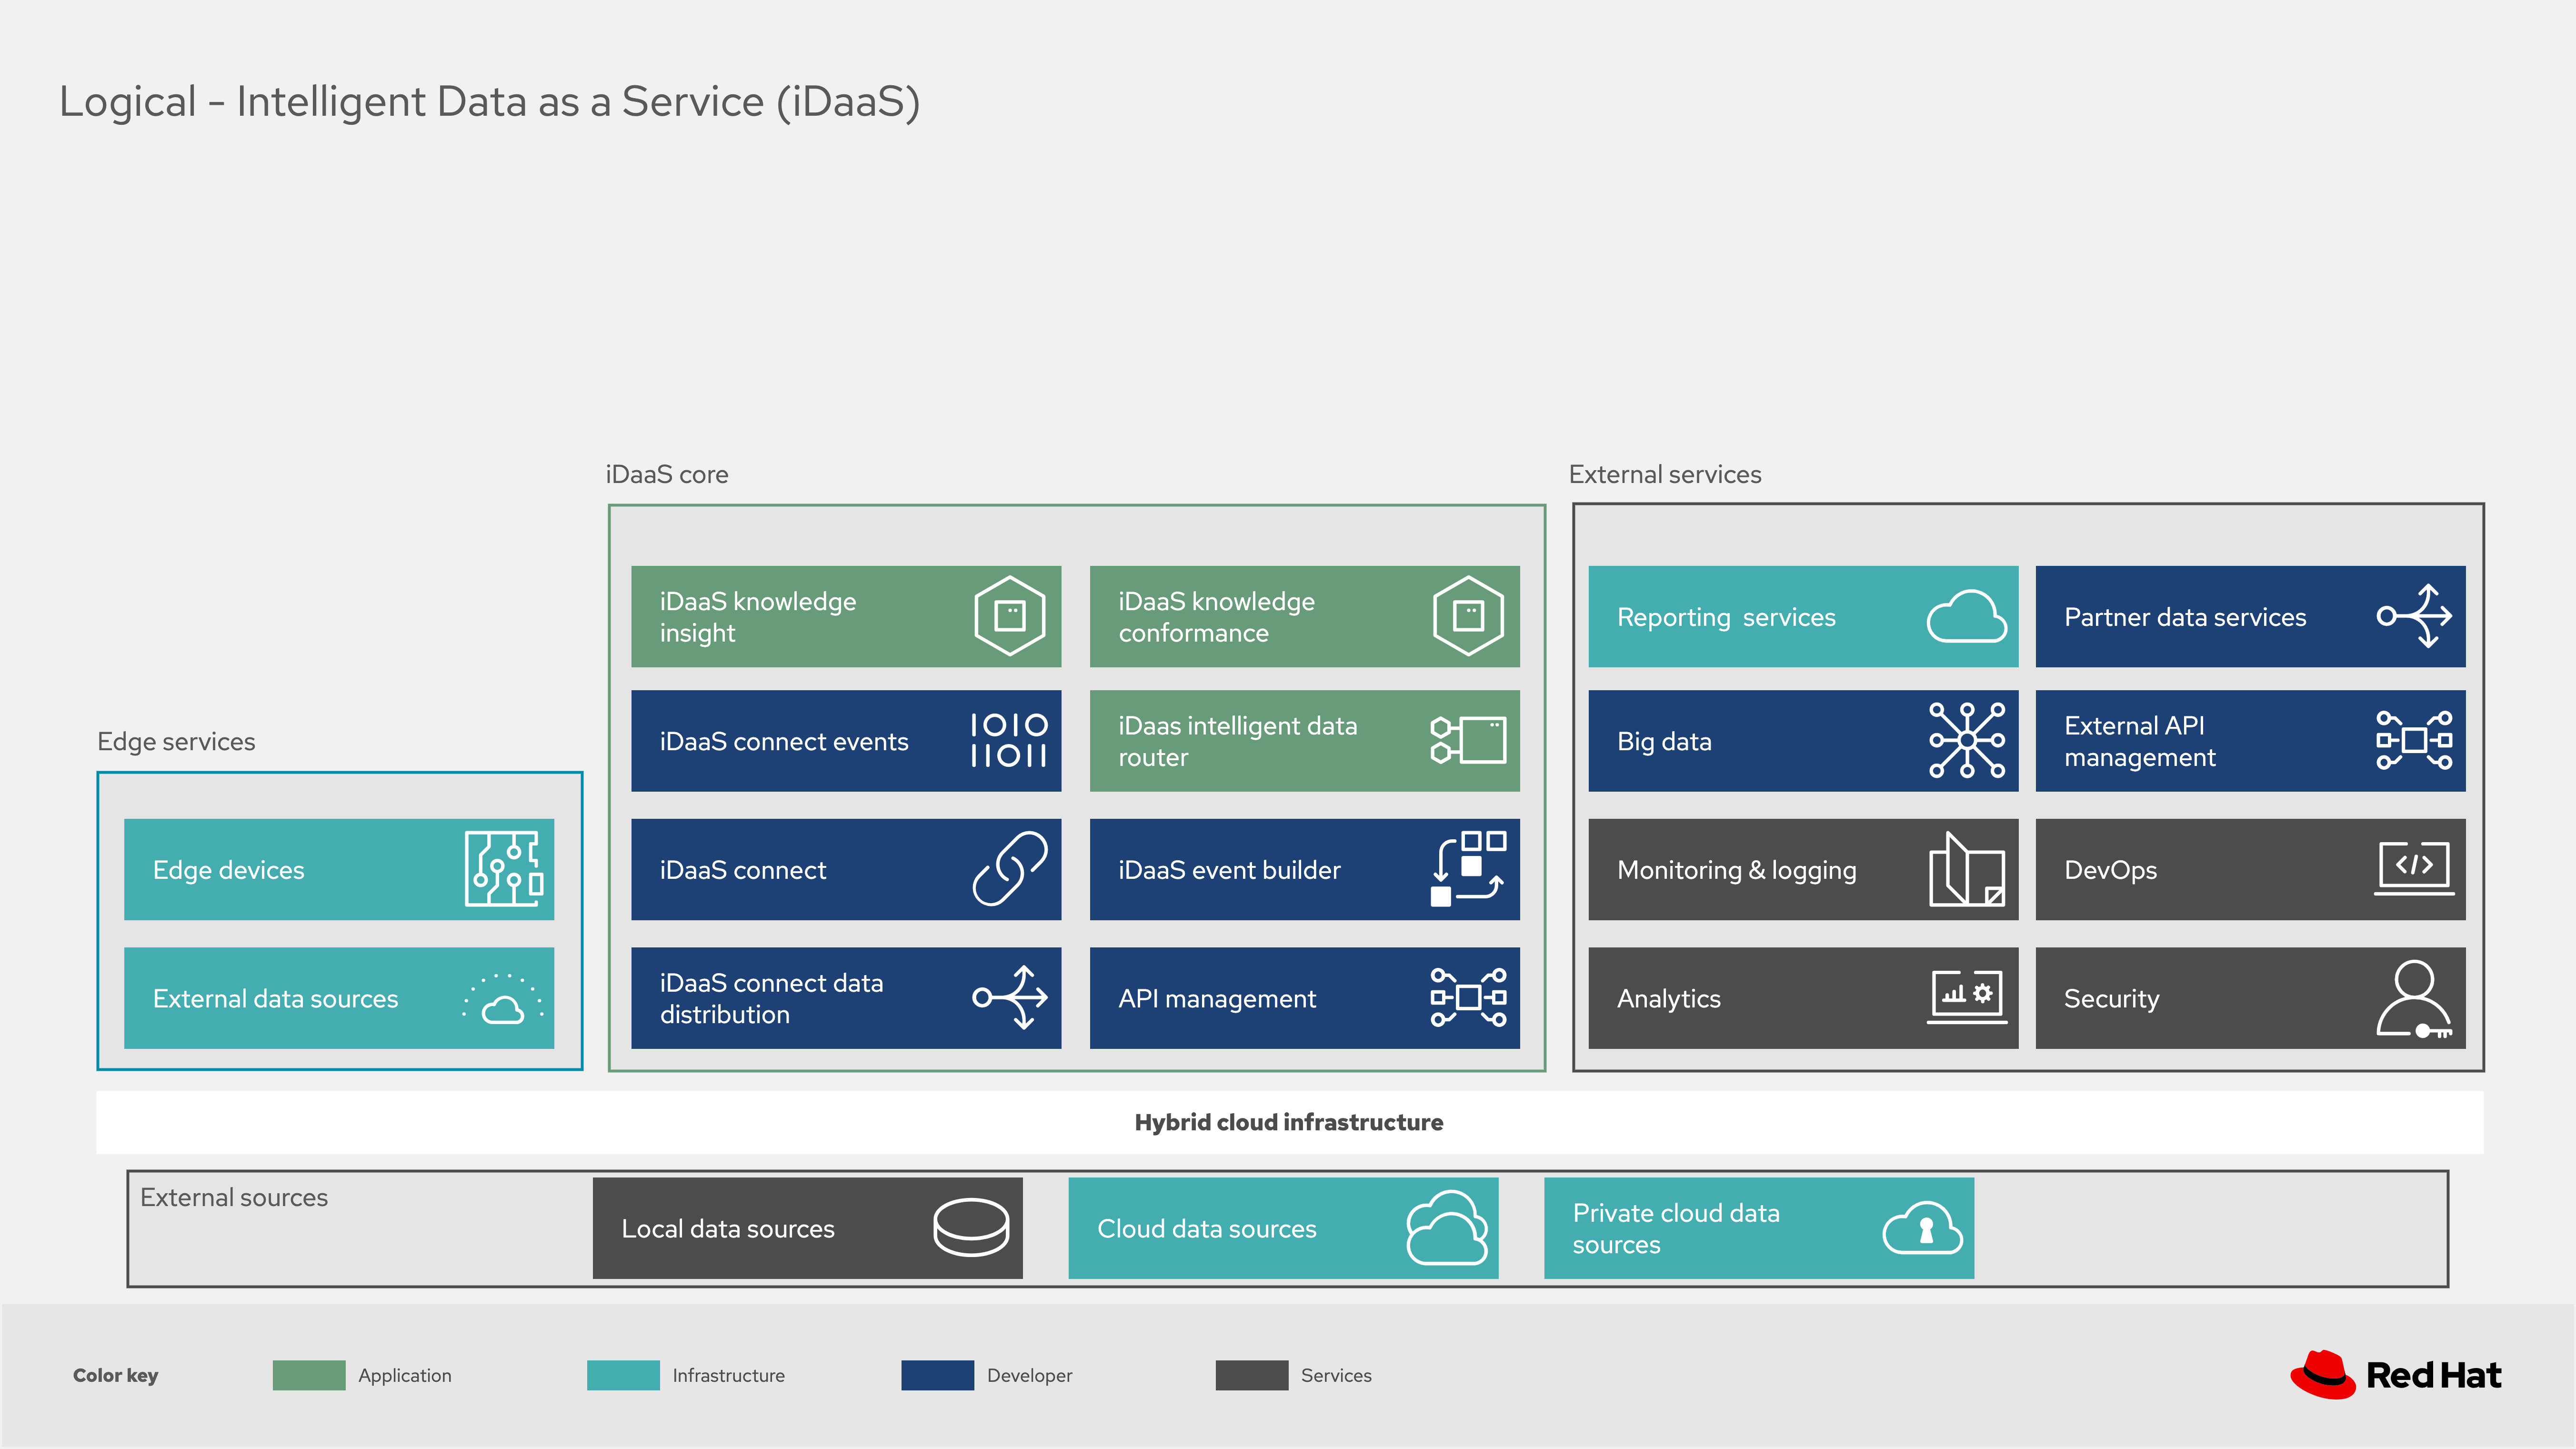 Logical - Intelligent Data as a Service (iDaaS)
iDaaS core
External services
iDaaS knowledge
insight
iDaaS knowledge
conformance
Reporting services
Partner data services
Edge services
iDaaS connect events
iDaas intelligent data
router
Big data
External API
management
Edge devices
iDaaS connect
iDaaS event builder
Monitoring & logging
DevOps
External data sources
iDaaS connect data
distribution
API management
Analytics
Security
Hybrid cloud infrastructure
External sources
Local data sources
Cloud data sources
Private cloud data
sources
Color key
Application
Infrastructure
Developer
Services
Red Hat